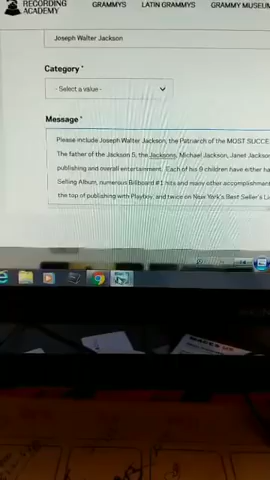 RECORDING
ACADEMY
GRAMMYS LATIN GRAMMYS GRAMMY MUSEUM
Joseph Walter Jackson
Category *
- Select a value -
Message *
Please include Joseph Walter Jackson, the Patriarch of the MOST SUCCE
The father of the Jackson 5, the Jacksons, Michael Jackson, Janet Jackson
publishing and overall entertainment. Each of his 9 children have either ha
Selling Album, numerous Billboard #1 hits and many other accomplishment
the top of publishing with Playboy, and twice on New York's Best Seller's Li